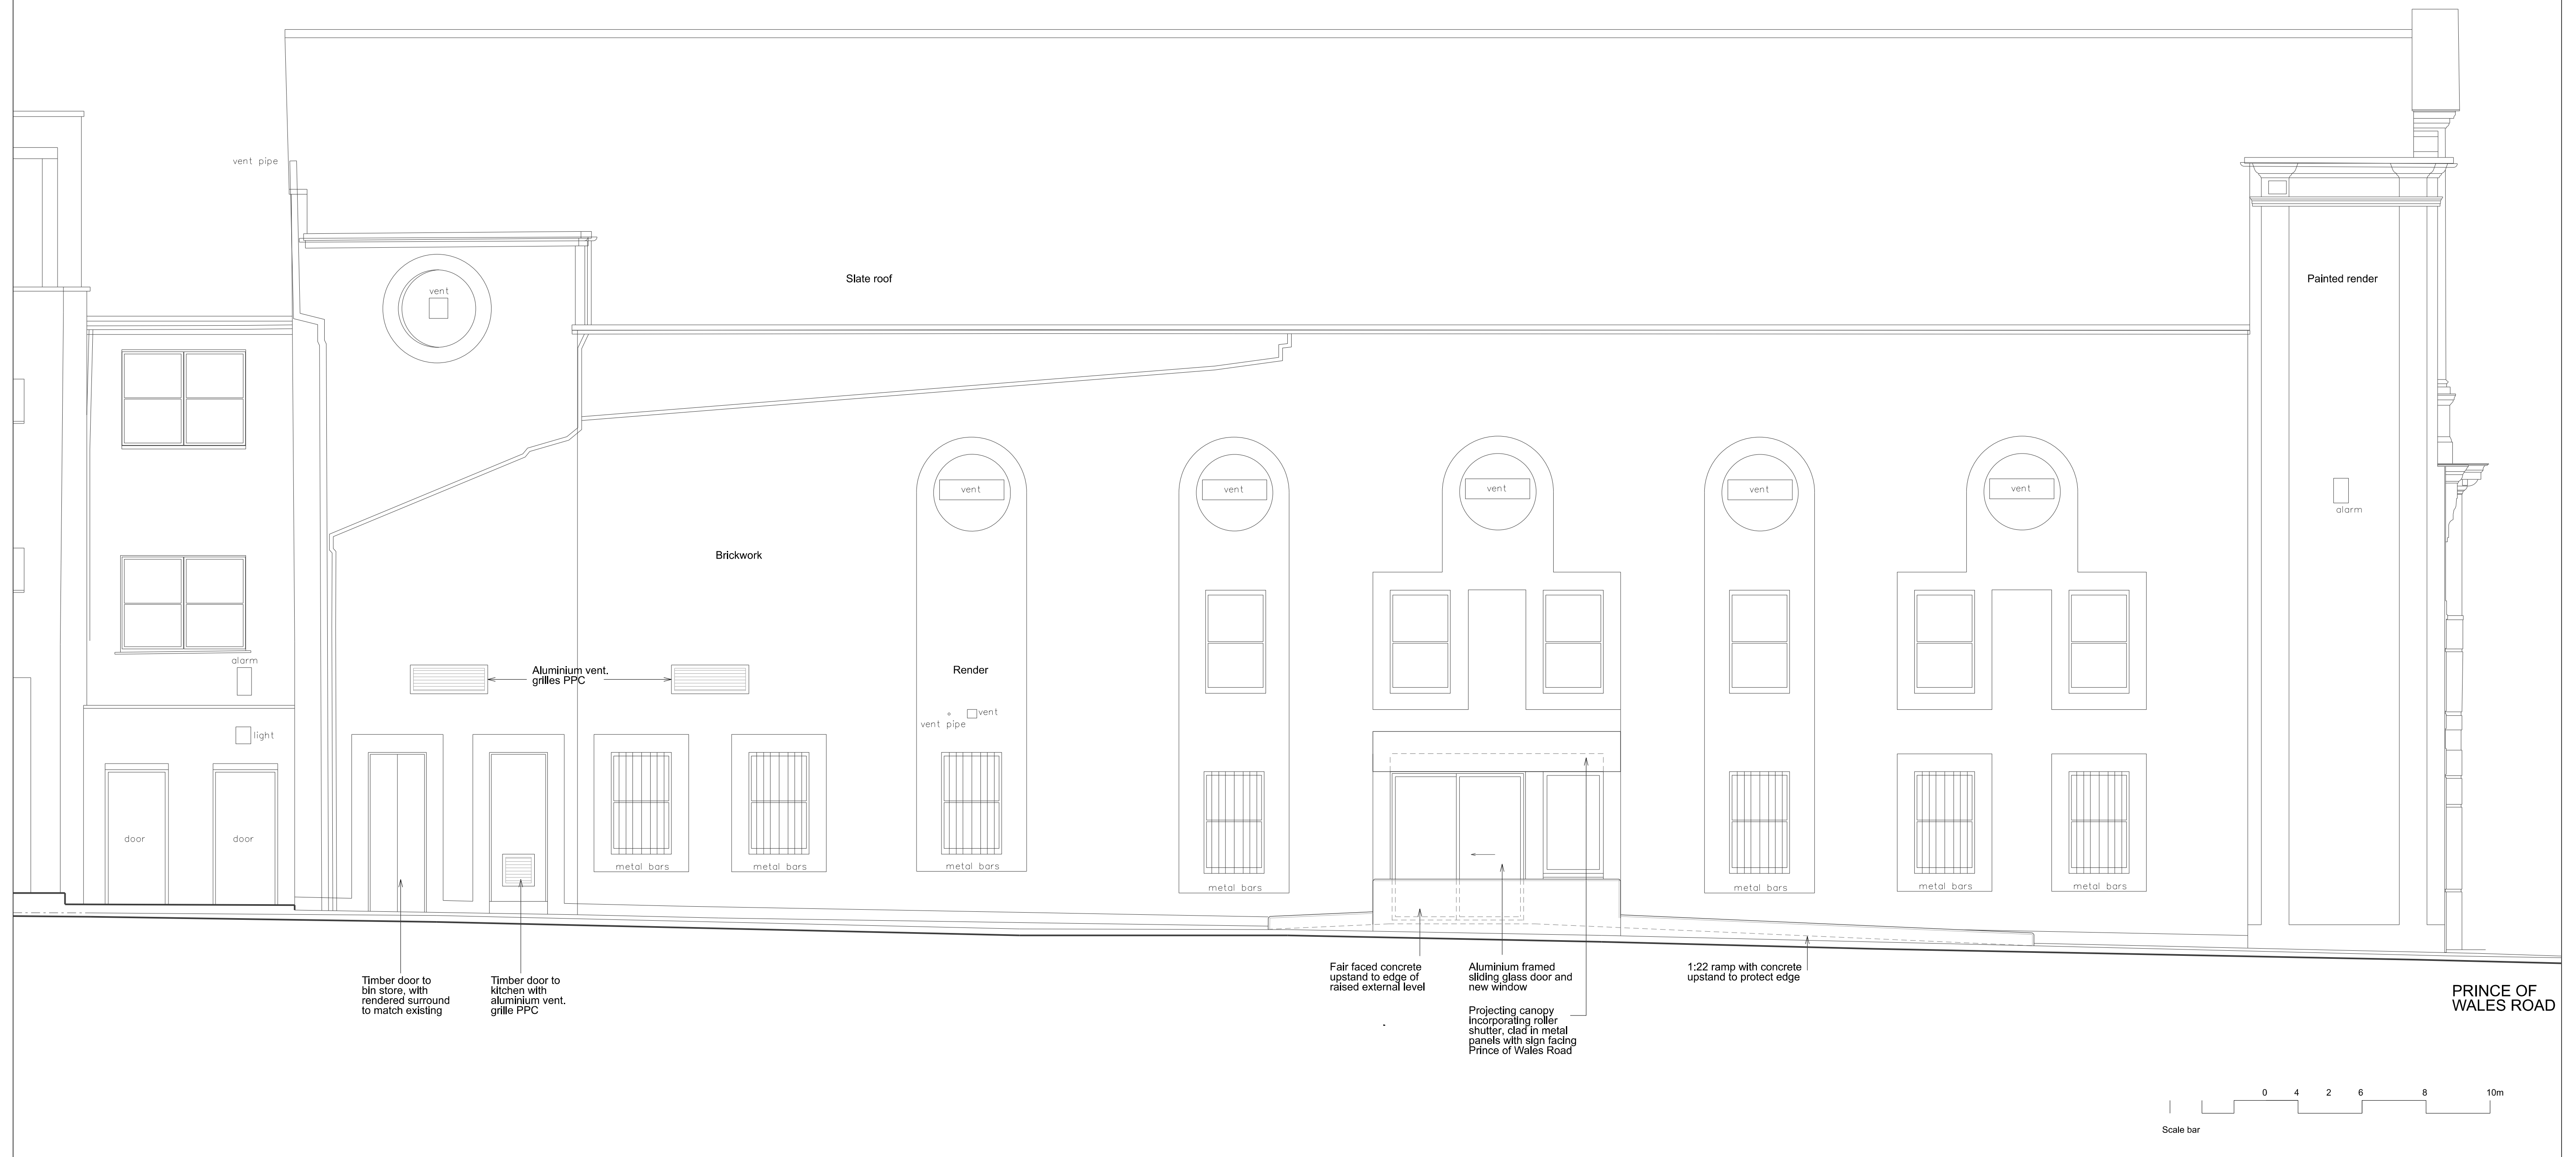 vent pipe
vent
Slate roof
Painted render
vent
vent
vent
vent
vent
alarm
Brickwork
alarm
Aluminium vent.
grilles PPC
Render
vent
vent pipe
light
door
door
metal bars
metal bars
metal bars
metal bars
metal bars
metal bars
metal bars
Timber door to
bin store, with
rendered surround
to match existing
Timber door to
kitchen with
aluminium vent.
grille PPC
Fair faced concrete
upstand to edge of
raised external level
Aluminium framed
sliding glass door and
new window
Projecting canopy
incorporating roller
shutter, clad in metal
panels with sign facing
Prince of Wales Road
1:22 ramp with concrete
upstand to protect edge
PRINCE OF
WALES ROAD
0 4 2 6 8 10m
Scale bar